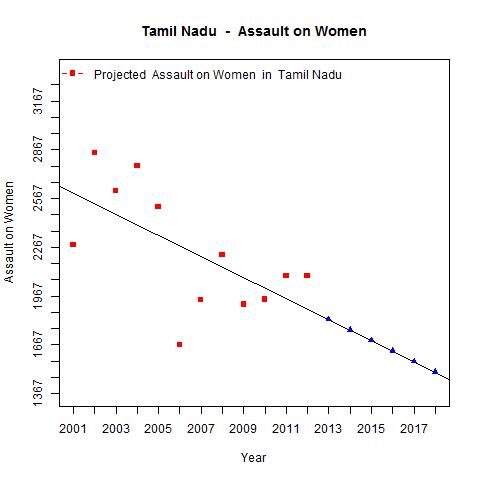 Tamil Nadu - Assault on Women
Projected Assault on Women in Tamil Nadu
Assault on Women
3167
2867
2567
2267
1967
1667
1367
2001 2003 2005 2007 2009 2011 2013 2015 2017
Year